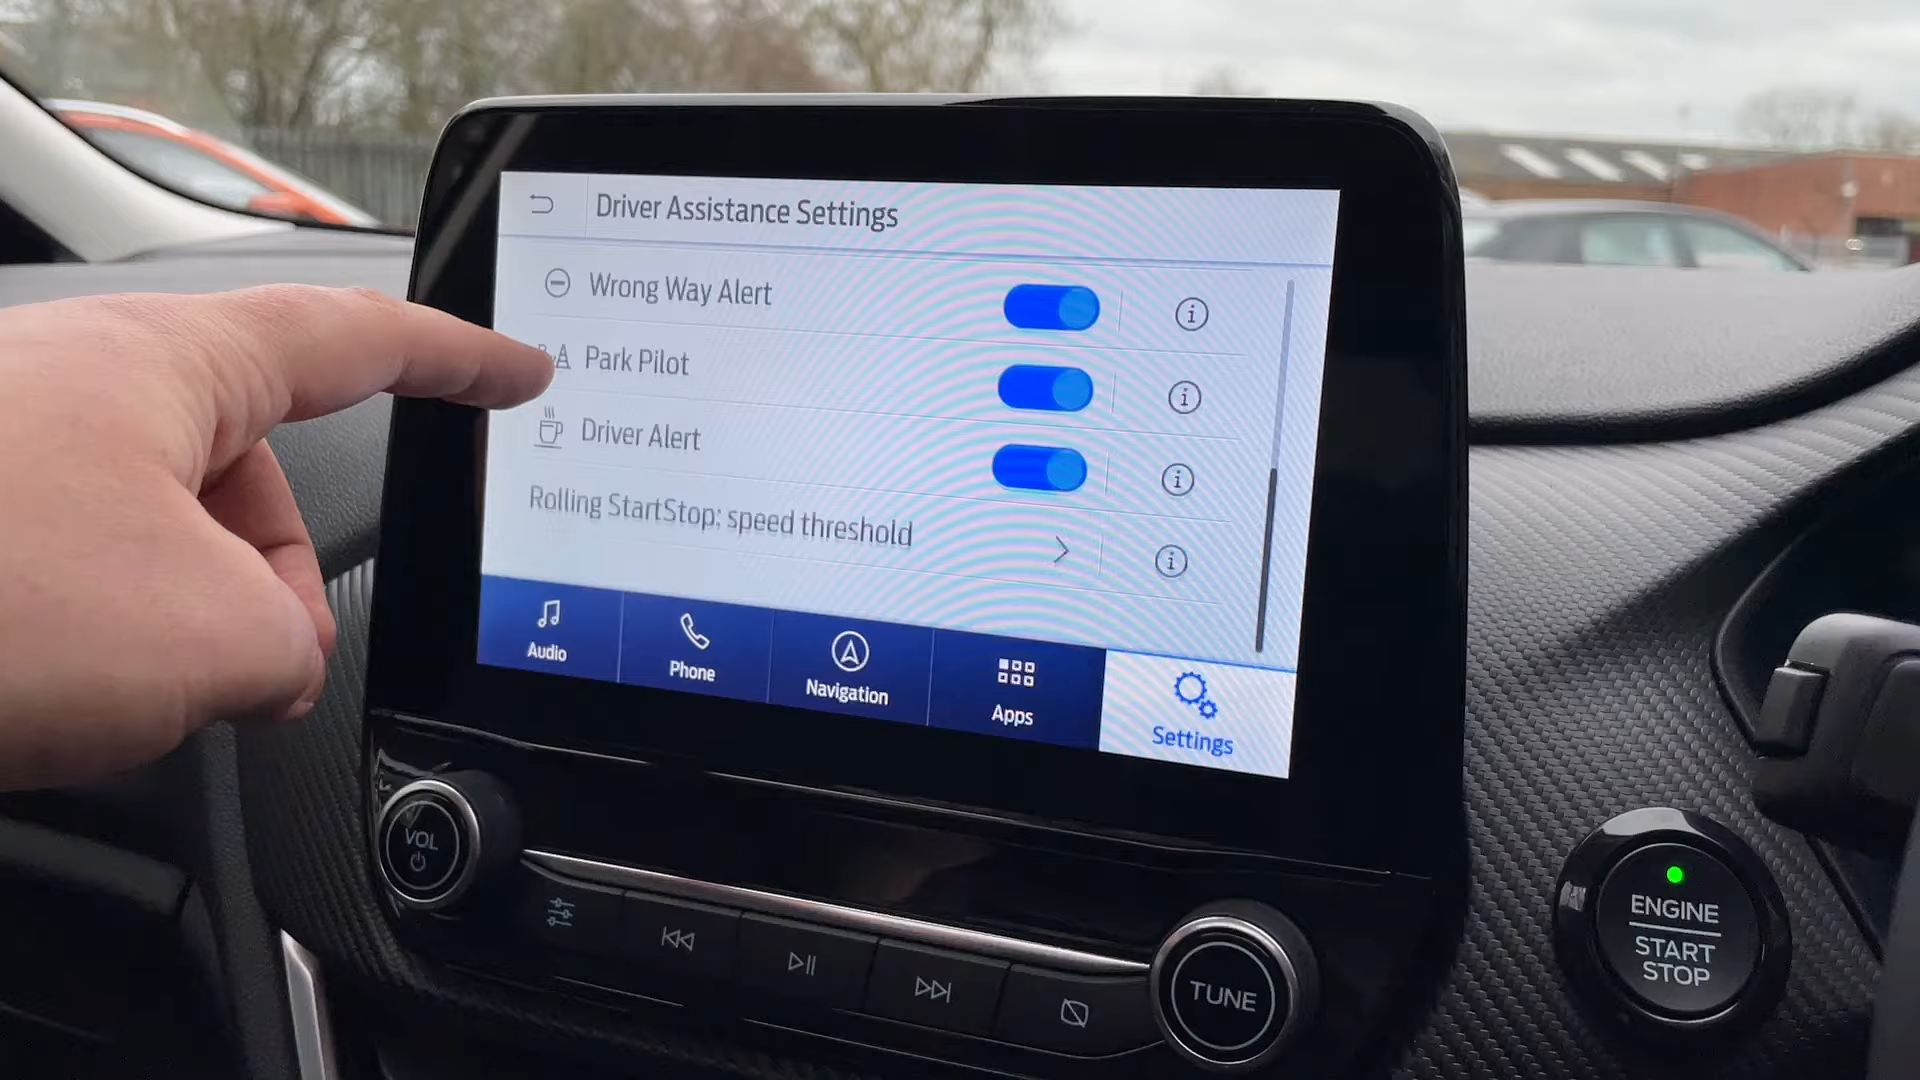 Driver Assistance Settings
Wrong Way Alert
Park Pilot
Driver Alert
Rolling StartStop: speed threshold
Audio
Phone
Navigation
Apps
Settings
VOL
TUNE
ENGINE
START
STOP